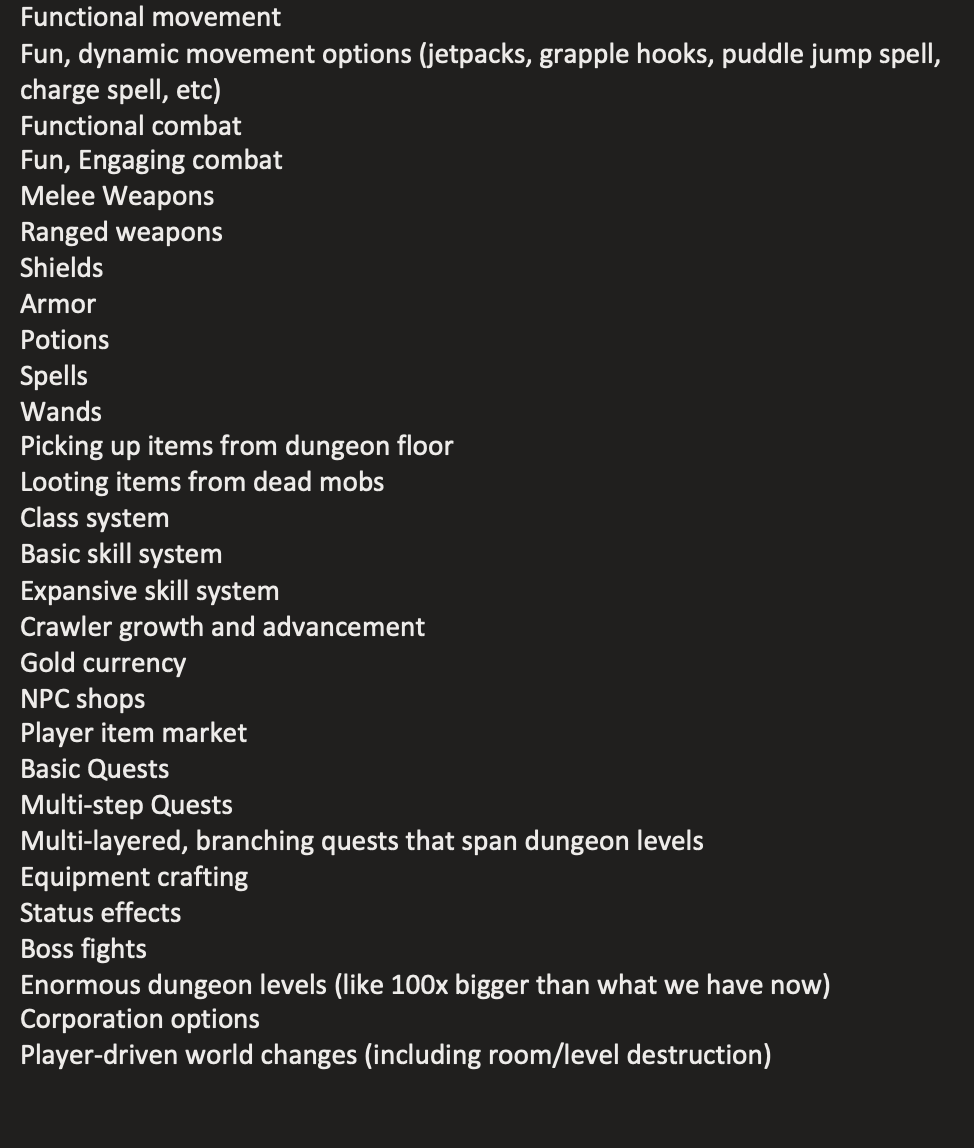 Functional movement
Fun, dynamic movement options (jetpacks, grapple hooks, puddle jump spell,
charge spell, etc)
Functional combat
Fun, Engaging combat
Melee Weapons
Ranged weapons
Shields
Armor
Potions
Spells
Wands
Picking up items from dungeon floor
Looting items from dead mobs
Class system
Basic skill system
Expansive skill system
Crawler growth and advancement
Gold currency
NPC shops
Player item market
Basic Quests
Multi-step Quests
Multi-layered, branching quests that span dungeon levels
Equipment crafting
Status effects
Boss fights
Enormous dungeon levels (like 100x bigger than what we have now)
Corporation options
Player-driven world changes (including room/level destruction)